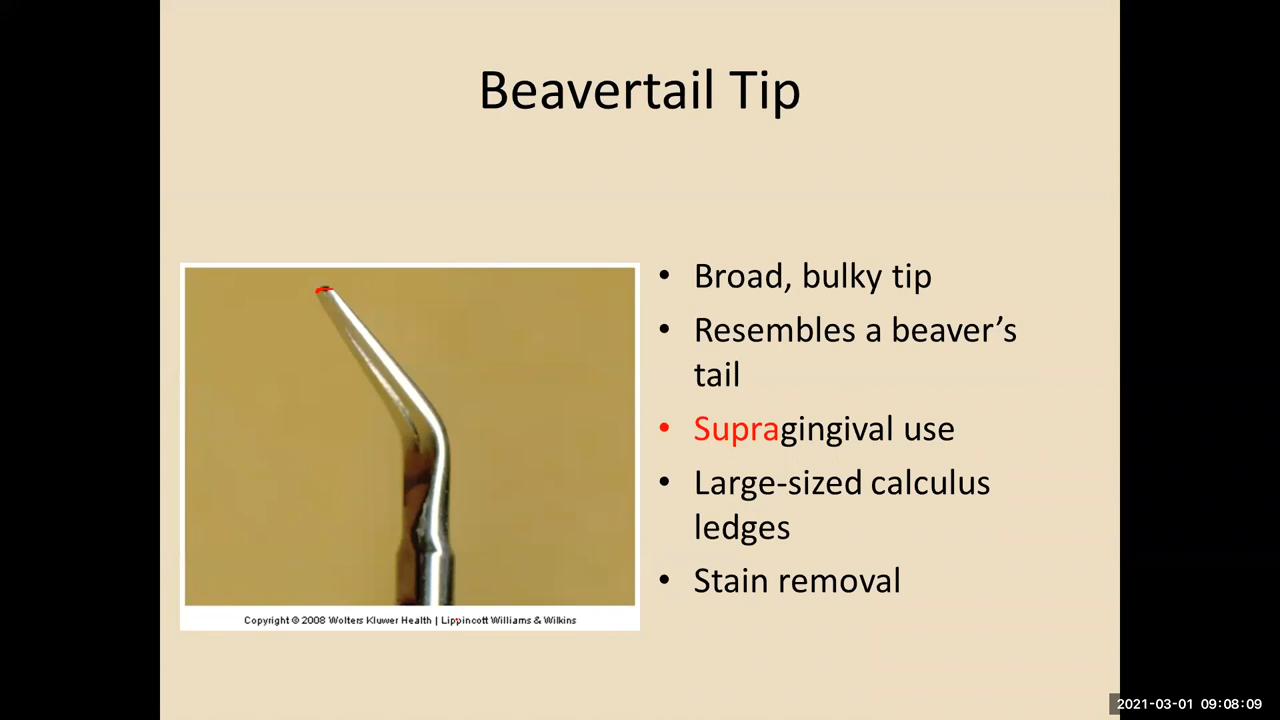 Beavertail Tip
• Broad, bulky tip
• Resembles a beaver’s
tail
• Supragingival use
• Large-sized calculus
ledges
• Stain removal
Copyright © 2008 Wolters Kluwer Health | Lippincott Williams & Wilkins
2021-03-01 09:08:09